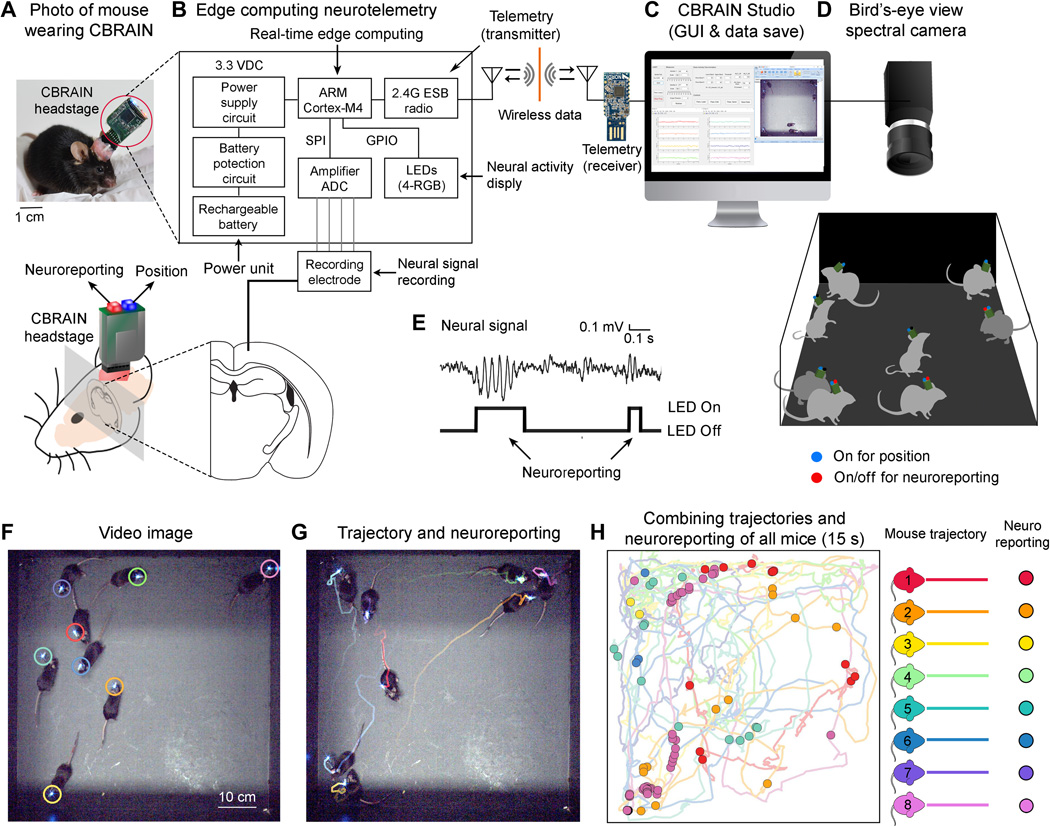 A
Photo of mouse
wearing CBRAIN
CBRAIN
headstage
1 cm
B
Edge computing neurotelemetry
Real-time edge computing
Telemetry
(transmitter)
3.3 VDC
Power
supply
circuit
ARM
Cortex-M4
2.4G ESB
radio
Wireless data
SPI
GPIO
Battery
potection
circuit
Amplifier
ADC
LEDs
(4-RGB)
Neural activity
disply
Telemetry
(receiver)
Rechargeable
battery
Power unit
Recording
electrode
Neural signal
recording
C
CBRAIN Studio
(GUI & data save)
D
Bird's-eye view
spectral camera
On for position
On/off for neuroreporting
Neuroreporting
Position
CBRAIN
headstage
E
Neural signal
0.1 mV
0.1 s
LED On
LED Off
Neuroreporting
F
Video image
10 cm
G
Trajectory and neuroreporting
H
Combining trajectories and
neuroreporting of all mice (15 s)
Mouse trajectory
Neuro
reporting
1
2
3
4
5
6
7
8